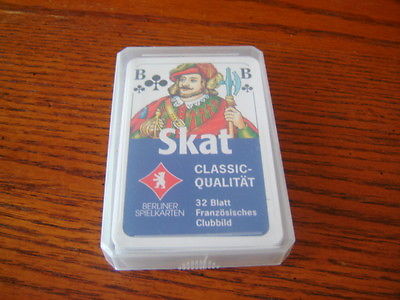 B B
Skat
CLASSIC-
QUALITÄT
BERLINER
SPIELKARTEN
32 Blatt
Französisches
Clubbild